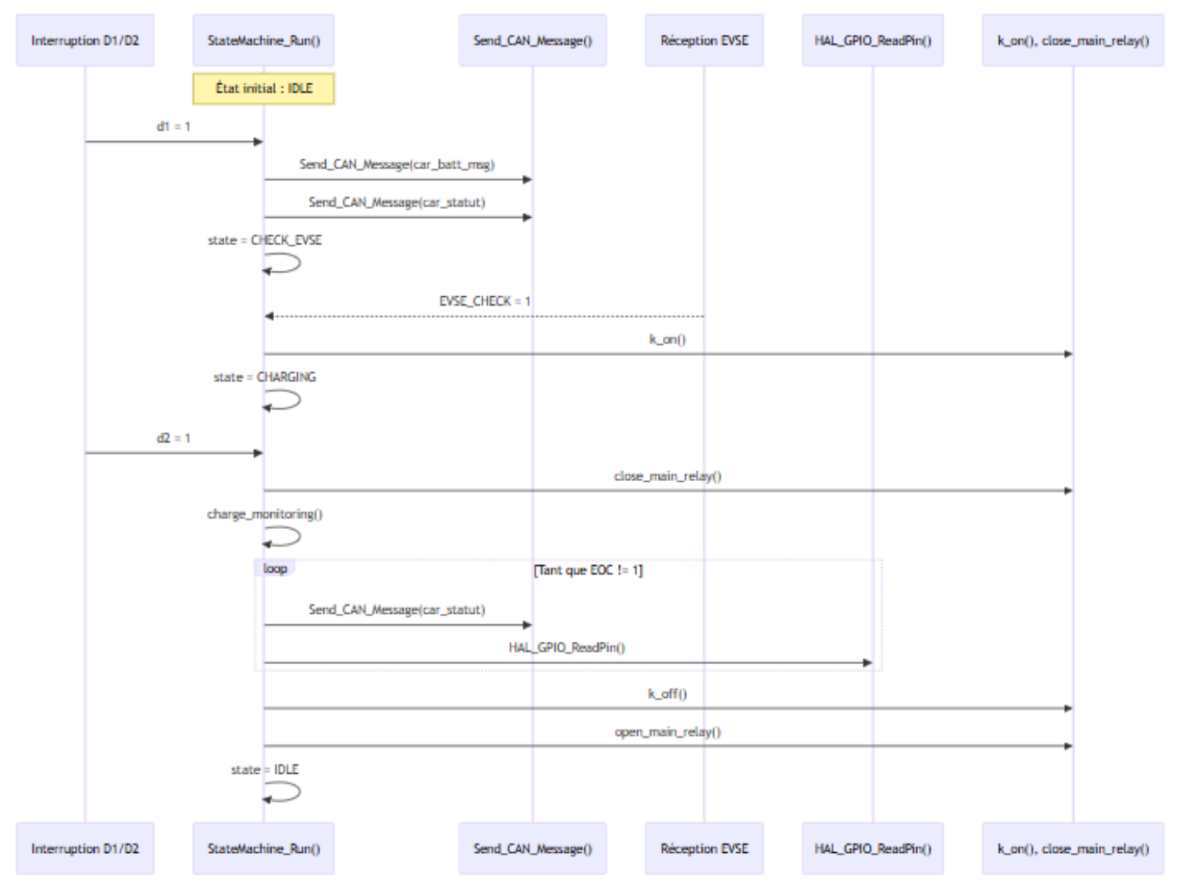 Interruption D1/D2
StateMachine_Run()
Send_CAN_Message()
Réception EVSE
HAL_GPIO_ReadPin()
k_on(), close_main_relay()
État initial : IDLE
d1 = 1
Send_CAN_Message(car_batt_msg)
Send_CAN_Message(car_statut)
state = CHECK_EVSE
EVSE_CHECK = 1
k_on()
state = CHARGING
d2 = 1
close_main_relay()
charge_monitoring()
loop
[Tant que EOC != 1]
Send_CAN_Message(car_statut)
HAL_GPIO_ReadPin()
k_off()
open_main_relay()
state = IDLE
Interruption D1/D2
StateMachine_Run()
Send_CAN_Message()
Réception EVSE
HAL_GPIO_ReadPin()
k_on(), close_main_relay()